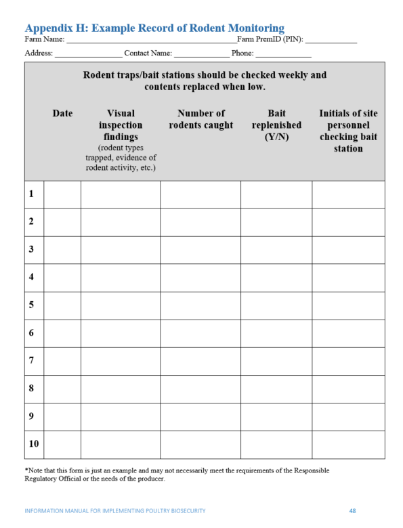 Appendix H: Example Record of Rodent Monitoring
Farm Name: ______________________ Farm PremID (PIN): ______________
Address: __________________ Contact Name: _______________ Phone: _______________
Rodent traps/bait stations should be checked weekly and
contents replaced when low.
Date
Visual
inspection
findings
(rodent types
trapped, evidence of
rodent activity, etc.)
Number of
rodents caught
Bait
replenished
(Y/N)
Initials of site
personnel
checking bait
station
1
2
3
4
5
6
7
8
9
10
*Note that this form is just an example and may not necessarily meet the requirements of the Responsible
Regulatory Official or the needs of the producer.
INFORMATION MANUAL FOR IMPLEMENTING POULTRY BIOSECURITY 48